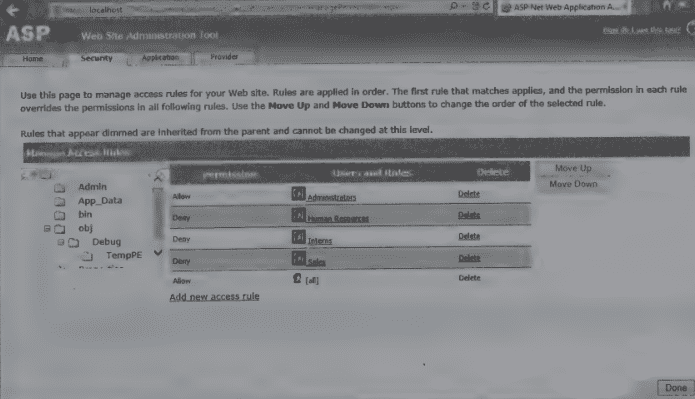 localhost
ASP.Net Web Application A...
ASP
Web Site Administration Tool
Home Security Application Provider
Use this page to manage access rules for your Web site. Rules are applied in order. The first rule that matches applies, and the permission in each rule
overrides the permissions in all following rules. Use the Move Up and Move Down buttons to change the order of the selected rule.
Rules that appear dimmed are inherited from the parent and cannot be changed at this level.
Manage Access Rules
Permission Users and Roles Delete
Move Up
Move Down
Admin
App_Data
bin
obj
Debug
TempPE
Allow Administrators Delete
Deny Human Resources Delete
Deny Interns Delete
Deny Sales Delete
Allow [all] Delete
Add new access rule
Done